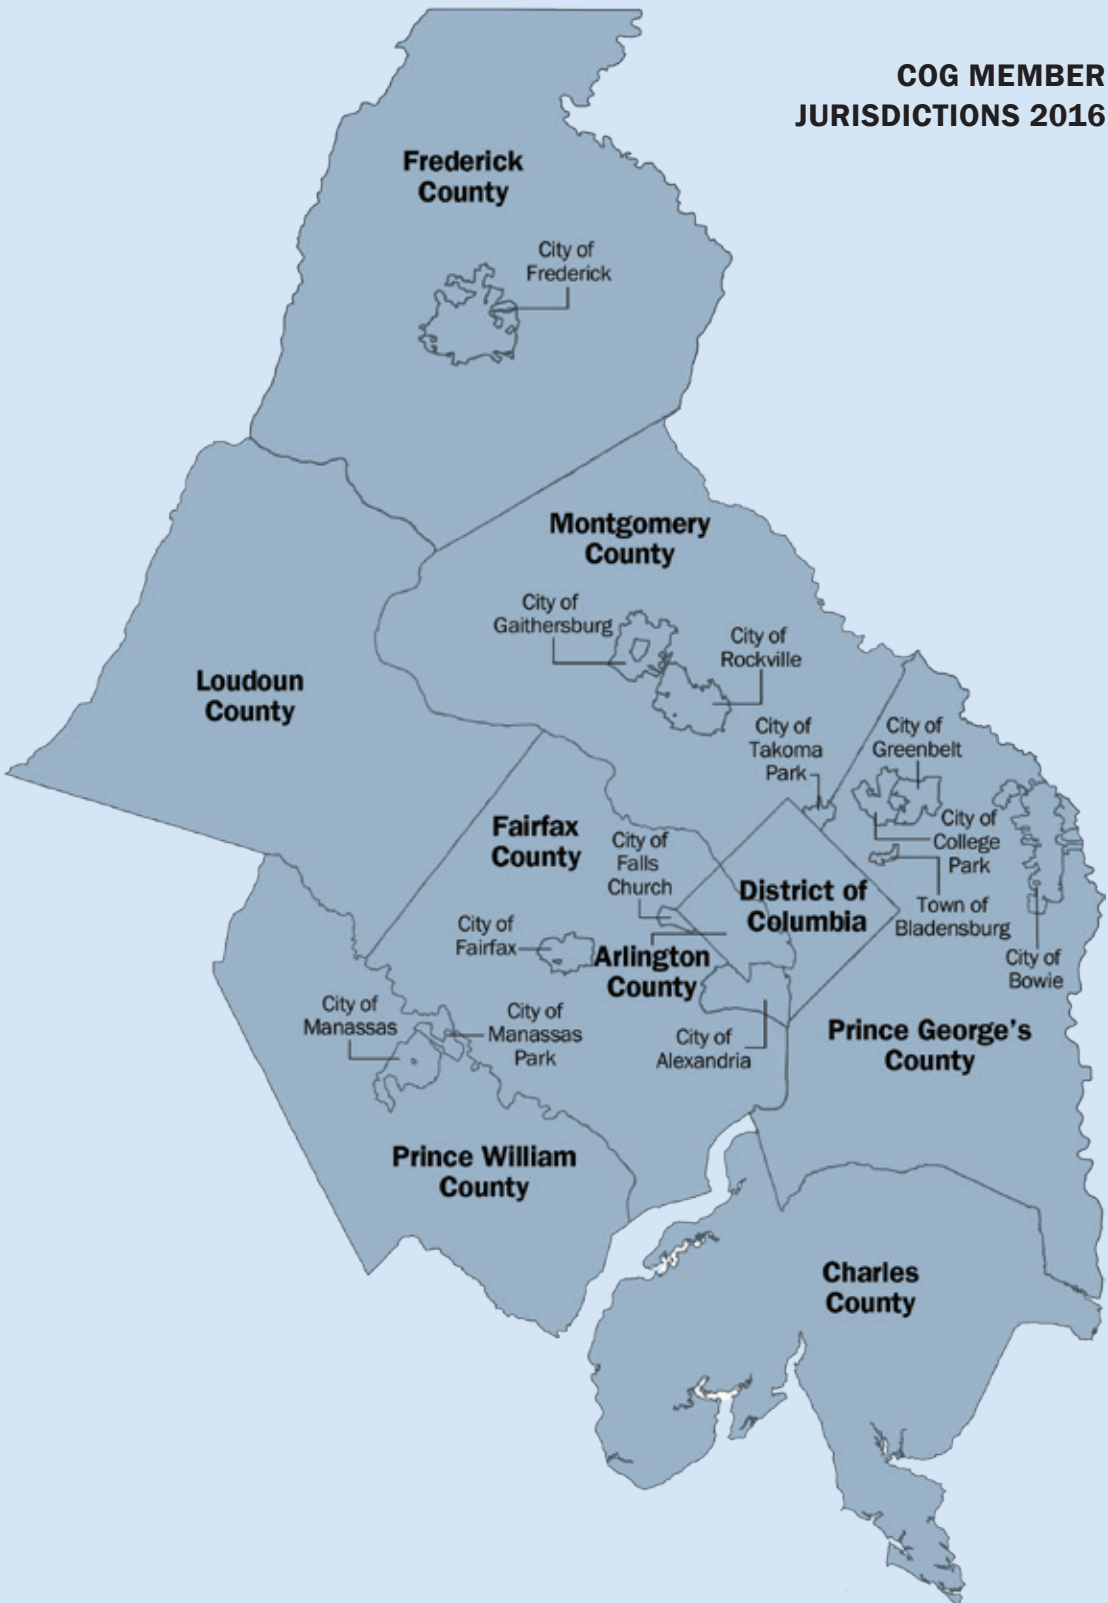 COG MEMBER
JURISDICTIONS 2016
Frederick
County
City of
Frederick
Montgomery
County
City of
Gaithersburg
City of
Rockville
Loudoun
County
City of
Takoma
Park
City of
Greenbelt
Fairfax
County
City of
Falls
Church
City of
College
Park
District of
Columbia
Town of
Bladensburg
City of
Fairfax
Arlington
County
City of
Bowie
City of
Manassas
City of
Manassas
Park
City of
Alexandria
Prince George's
County
Prince William
County
Charles
County